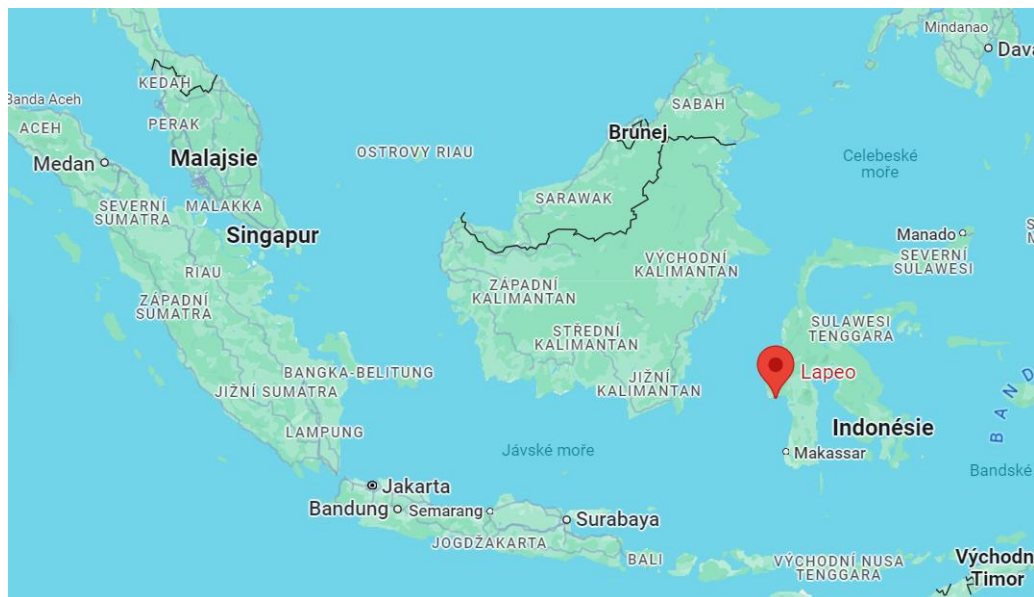 Mindanao
Dava
KEDAH
Banda Aceh
ACEH
PERAK
SABAH
Brunej
Medan
Malajsie
OSTROVY RIAU
Celebeské
moře
SEVERNÍ
SUMATRA
MALAKKA
SARAWAK
Singapur
Manado
SEVERNÍ
SULAWESI
VÝCHODNÍ
KALIMANTAN
RIAU
ZÁPADNÍ
KALIMANTAN
ZÁPADNÍ
SUMATRA
STŘEDNÍ
KALIMANTAN
SULAWESI
TENGGARA
BANGKA-BELITUNG
Lapeo
JIŽNÍ
KALIMANTAN
JIŽNÍ SUMATRA
BAND
LAMPUNG
Indonésie
Jávské moře
Makassar
Bandské
Jakarta
Bandung
Semarang
Surabaya
JOGDŽAKARTA
BALI
VÝCHODNÍ NUSA
TENGGARA
Východn
Timor